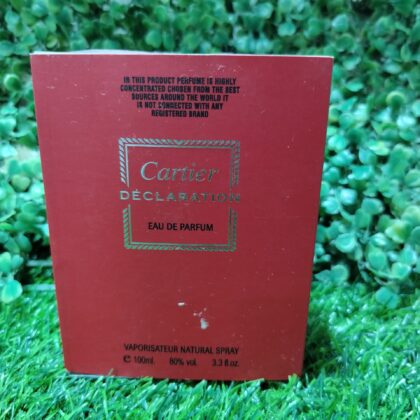 IN THIS PRODUCT PERFUME IS HIGHLY
CONCENTRATED CHOSEN FROM THE BEST
SOURCES AROUND THE WORLD IT
IS NOT CONNECTED WITH ANY
REGISTERED BRAND
Cartier
DÉCLARATION
EAU DE PARFUM
VAPORISATEUR NATURAL SPRAY
℮ 100ml. 80% vol. 3.3 fl.oz.